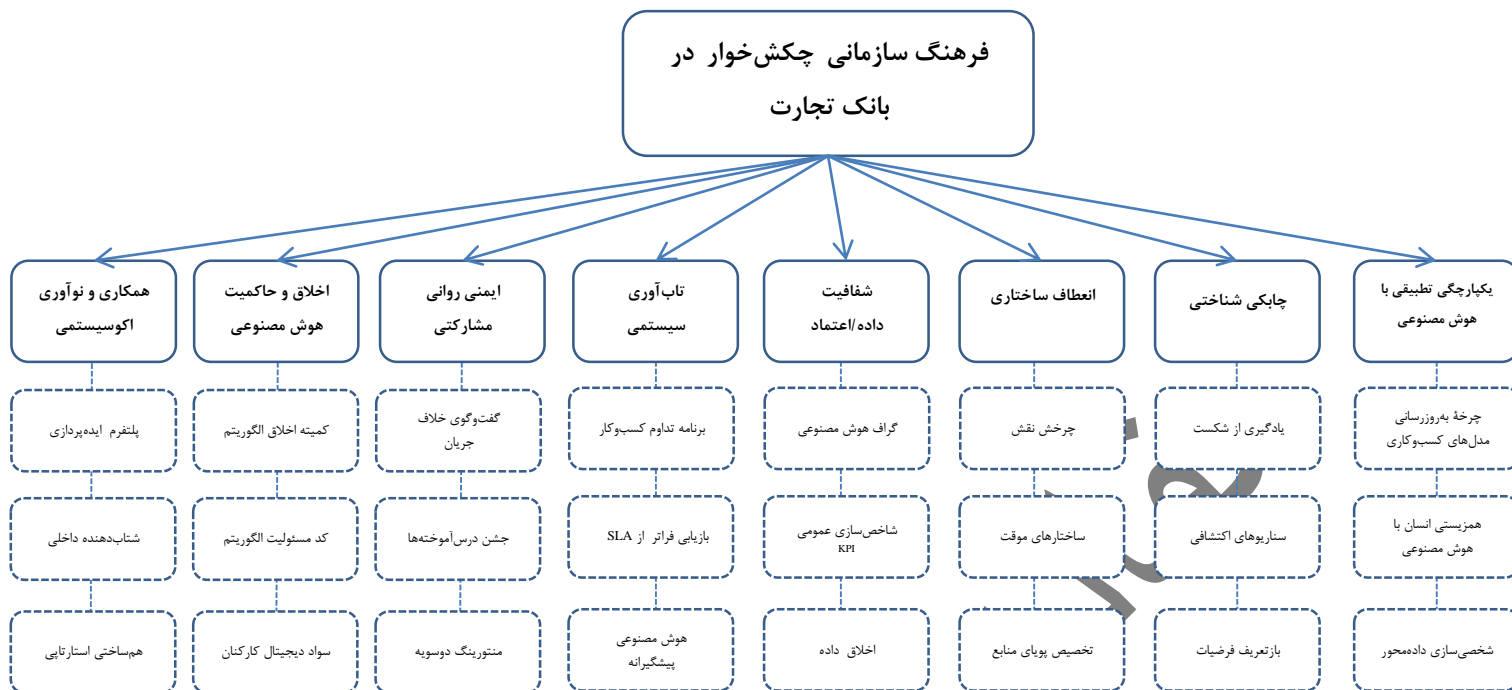 فرهنگ سازمانی چکش‌خوار در
بانک تجارت
یکپارچگی تطبیقی با
هوش مصنوعی
چابکی شناختی
انعطاف ساختاری
شفافیت
داده/اعتماد
تاب‌آوری
سیستمی
ایمنی روانی
مشارکتی
اخلاق و حاکمیت
هوش مصنوعی
همکاری و نوآوری
اکوسیستمی
چرخهٔ به‌روزرسانی
مدل‌های کسب‌وکاری
یادگیری از شکست
چرخش نقش
گراف هوش مصنوعی
برنامه تداوم کسب‌وکار
گفت‌وگوی خلاف
جریان
کمیته اخلاق الگوریتم
پلتفرم ایده‌پردازی
همزیستی انسان با
هوش مصنوعی
سناریوهای اکتشافی
ساختارهای موقت
شاخص‌سازی عمومی
KPI
بازیابی فراتر از SLA
جشن درس‌آموخته‌ها
کد مسئولیت الگوریتم
شتاب‌دهنده داخلی
شخصی‌سازی داده‌محور
بازتعریف فرضیات
تخصیص پویای منابع
اخلاق داده
هوش مصنوعی
پیشگیرانه
منتورینگ دوسویه
سواد دیجیتال کارکنان
هم‌ساختی استارتاپی